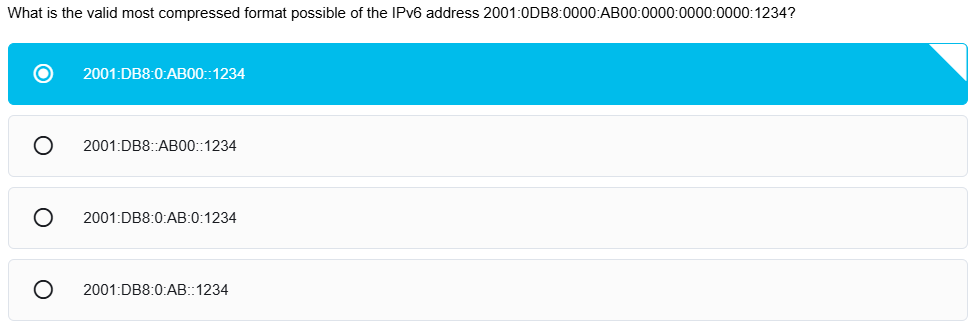 What is the valid most compressed format possible of the IPv6 address 2001:0DB8:0000:AB00:0000:0000:0000:1234?
2001:DB8:0:AB00::1234
2001:DB8::AB00::1234
2001:DB8:0:AB:0:1234
2001:DB8:0:AB::1234